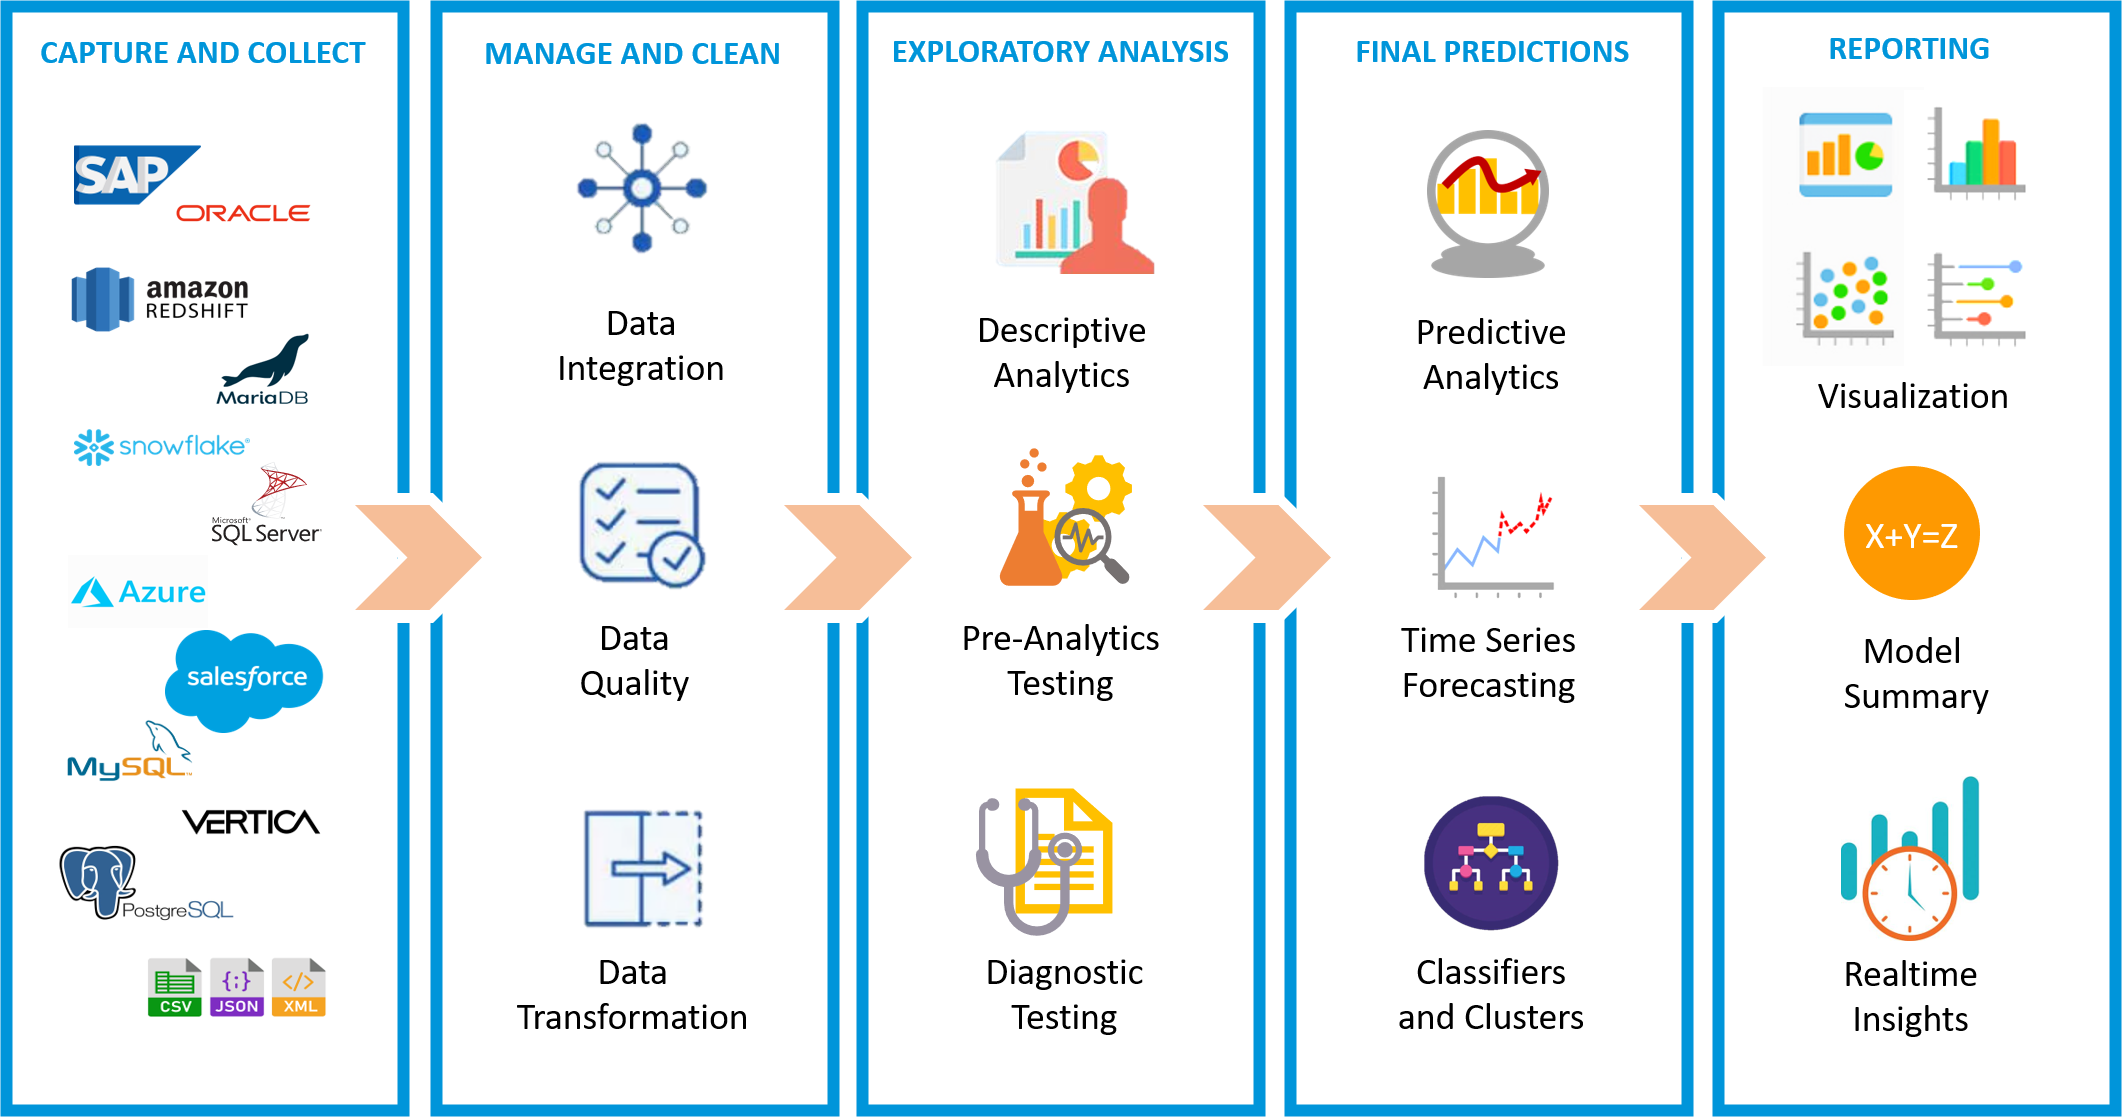 CAPTURE AND COLLECT
SAP
ORACLE
amazon
REDSHIFT
MariaDB
snowflake®
Microsoft®
SQL Server®
Azure
salesforce
MySQL™
VERTICA
PostgreSQL
CSV
{;}
JSON
</>
XML
MANAGE AND CLEAN
Data
Integration
Data
Quality
Data
Transformation
EXPLORATORY ANALYSIS
Descriptive
Analytics
Pre-Analytics
Testing
Diagnostic
Testing
FINAL PREDICTIONS
Predictive
Analytics
Time Series
Forecasting
Classifiers
and Clusters
REPORTING
Visualization
X+Y=Z
Model
Summary
Realtime
Insights